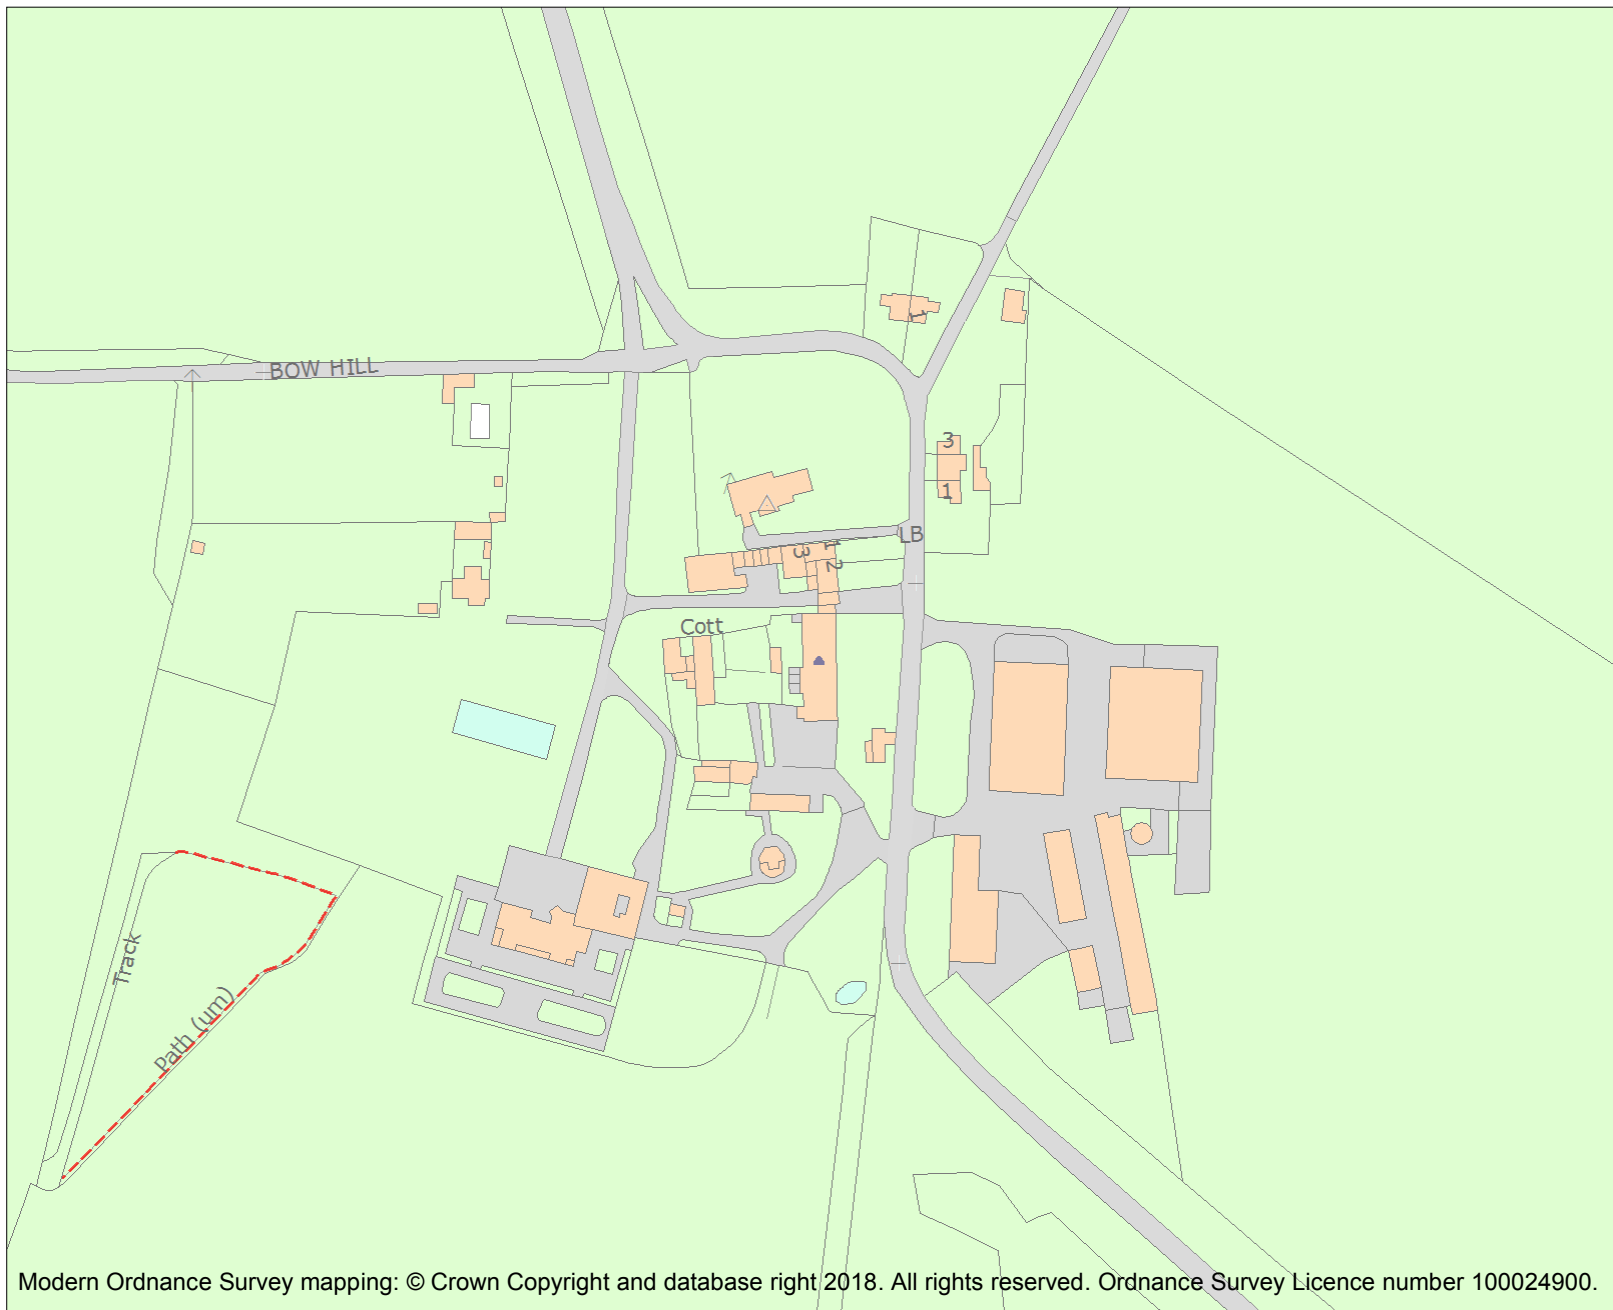 BOW HILL
1
3
1
LB
3
1
2
Cott
Track
Path (um)
Modern Ordnance Survey mapping: © Crown Copyright and database right 2018. All rights reserved. Ordnance Survey Licence number 100024900.